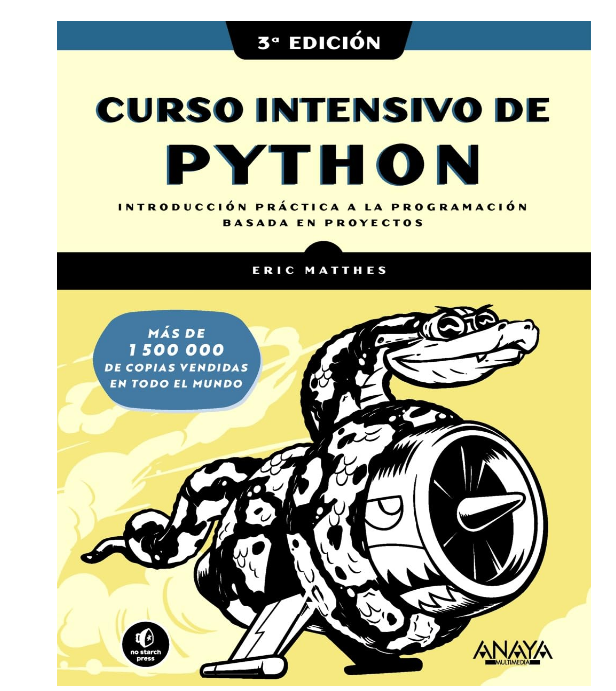 3ª EDICIÓN
CURSO INTENSIVO DE
PYTHON
INTRODUCCIÓN PRÁCTICA A LA PROGRAMACIÓN
BASADA EN PROYECTOS
ERIC MATTHES
MÁS DE
1 500 000
DE COPIAS VENDIDAS
EN TODO EL MUNDO
no starch
press
ANAYA
MULTIMEDIA